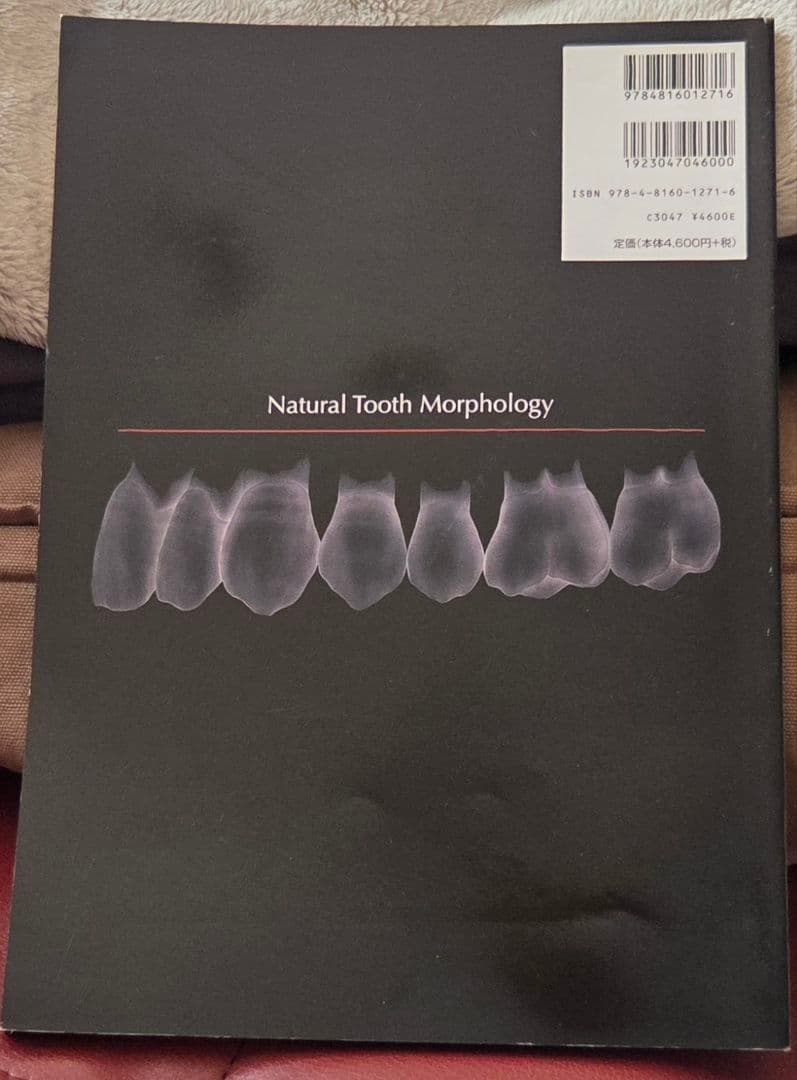 9784816012716
1923047046000
ISBN 978-4-8160-1271-6
C3047 ¥4600E
定価(本体4,600円+税)
Natural Tooth Morphology